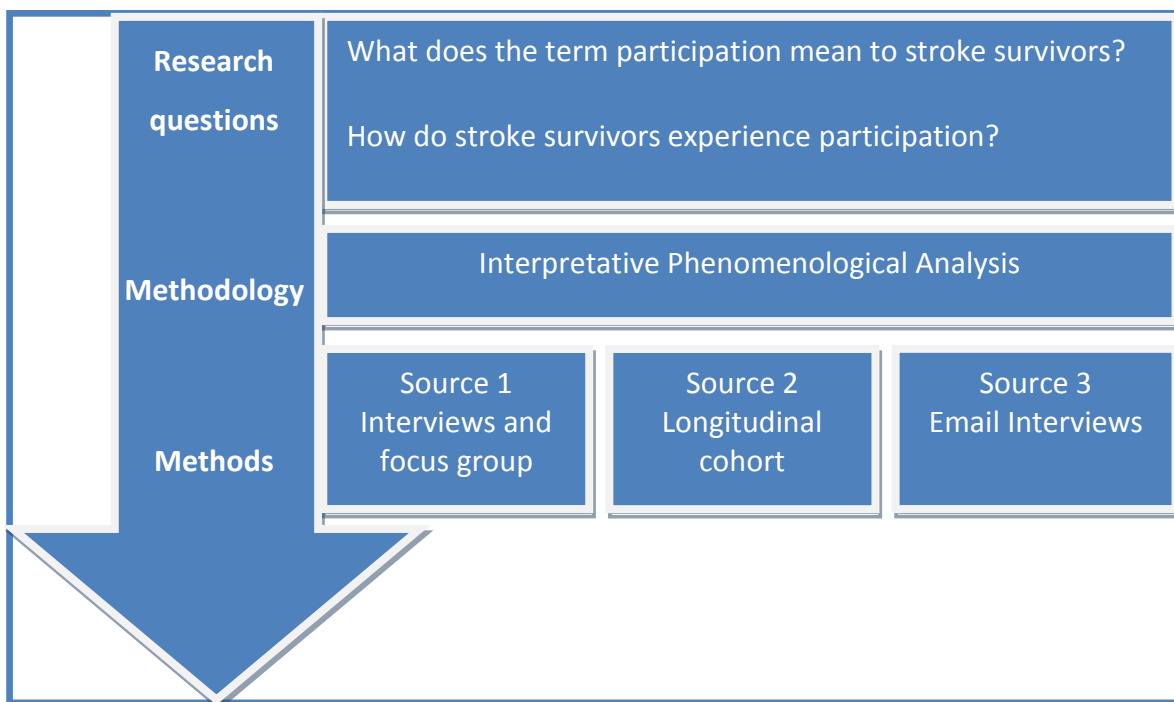 Research
questions
What does the term participation mean to stroke survivors?
How do stroke survivors experience participation?
Methodology
Interpretative Phenomenological Analysis
Methods
Source 1
Interviews and
focus group
Source 2
Longitudinal
cohort
Source 3
Email Interviews